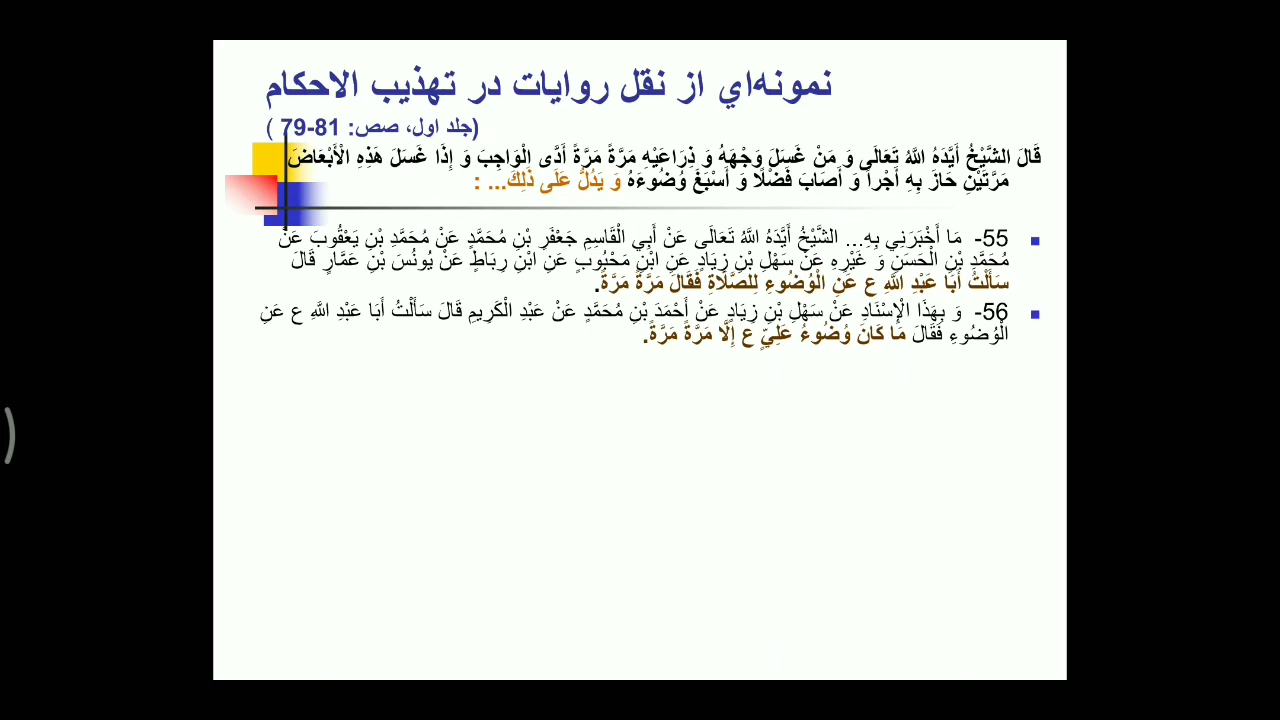 نمونه‌اي از نقل روايات در تهذيب الاحكام
(جلد اول، صص: 81-79 )
قَالَ الشَّيْخُ أَيَّدَهُ اللَّهُ تَعَالَى وَ مَنْ غَسَلَ وَجْهَهُ وَ ذِرَاعَيْهِ مَرَّةً مَرَّةً أَدَّى الْوَاجِبَ وَ إِذَا غَسَلَ هَذِهِ الْأَبْعَاضَ
مَرَّتَيْنِ حَازَ بِهِ أَجْراً وَ أَصَابَ فَضْلًا وَ أَسْبَغَ وُضُوءَهُ وَ يَدُلُّ عَلَى ذَلِكَ... :
55- مَا أَخْبَرَنِي بِهِ... الشَّيْخُ أَيَّدَهُ اللَّهُ تَعَالَى عَنْ أَبِي الْقَاسِمِ جَعْفَرِ بْنِ مُحَمَّدٍ عَنْ مُحَمَّدِ بْنِ يَعْقُوبَ عَنْ
مُحَمَّدِ بْنِ الْحَسَنِ وَ غَيْرِهِ عَنْ سَهْلِ بْنِ زِيَادٍ عَنِ ابْنِ مَحْبُوبٍ عَنِ ابْنِ رِبَاطٍ عَنْ يُونُسَ بْنِ عَمَّارٍ قَالَ
سَأَلْتُ أَبَا عَبْدِ اللَّهِ ع عَنِ الْوُضُوءِ لِلصَّلَاةِ فَقَالَ مَرَّةً مَرَّةً.
56- وَ بِهَذَا الْإِسْنَادِ عَنْ سَهْلِ بْنِ زِيَادٍ عَنْ أَحْمَدَ بْنِ مُحَمَّدٍ عَنْ عَبْدِ الْكَرِيمِ قَالَ سَأَلْتُ أَبَا عَبْدِ اللَّهِ ع عَنِ
الْوُضُوءِ فَقَالَ مَا كَانَ وُضُوءُ عَلِيٍّ ع إِلَّا مَرَّةً مَرَّةً.